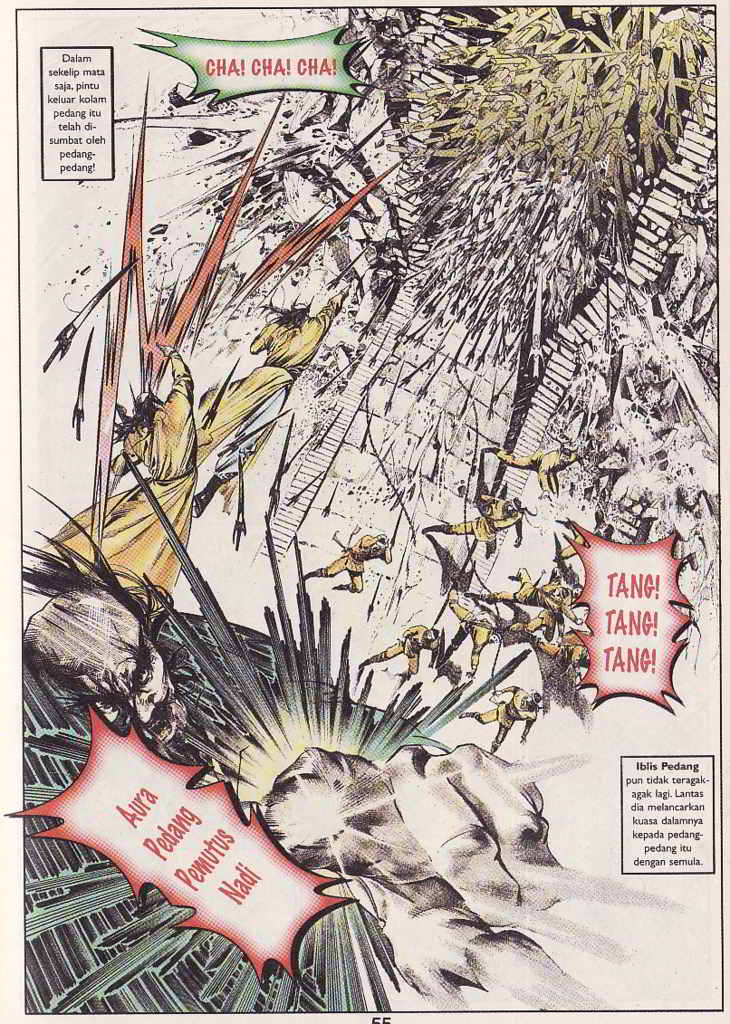 Dalam
sekelip mata
saja, pintu
keluar kolam
pedang itu
telah di-
sumbat oleh
pedang-
pedang!
CHA! CHA! CHA!
TANG!
TANG!
TANG!
Iblis Pedang
pun tidak teragak-
agak lagi. Lantas
dia melancarkan
kuasa dalamnya
kepada pedang-
pedang itu
dengan semula.
Aura
Pedang
Pemutus
Nadi
55